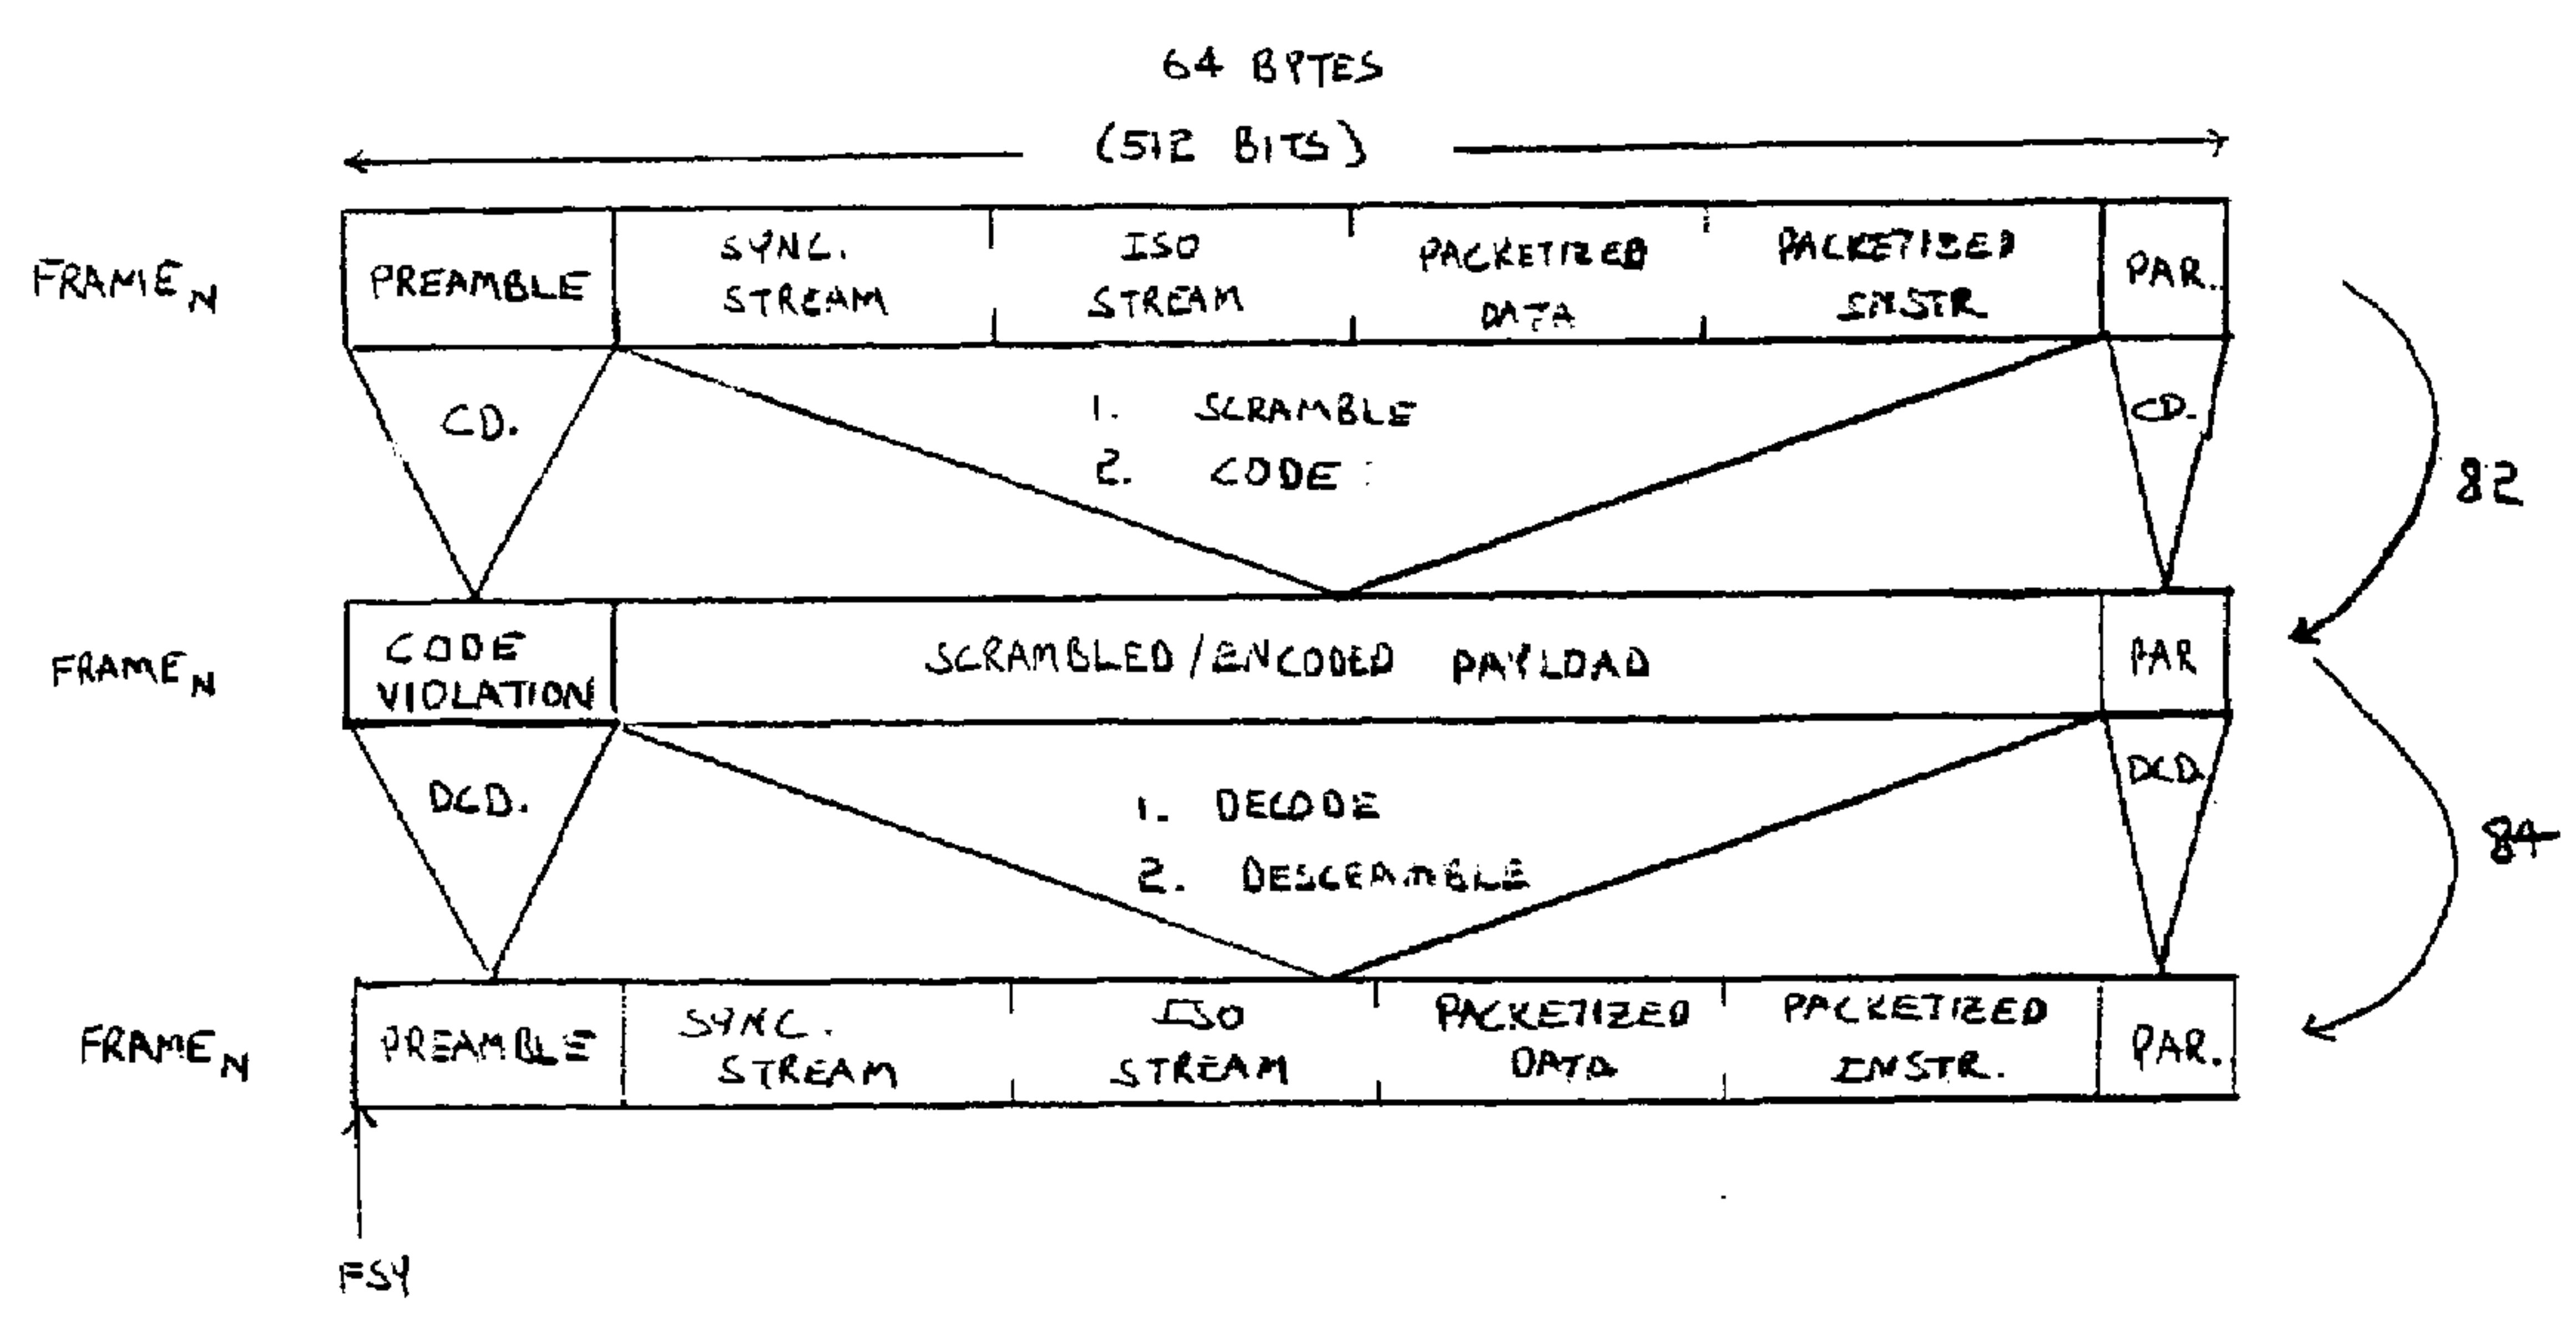 64 BYTES
(512 BITS)
FRAME N
PREAMBLE
SYNC.
STREAM
ISO
STREAM
PACKETIZED
DATA
PACKETIZED
INSTR.
PAR.
CD.
1. SCRAMBLE
2. CODE
CD.
82
FRAME N
CODE
VIOLATION
SCRAMBLED/ENCODED PAYLOAD
PAR
DCD.
1. DECODE
2. DESCRAMBLE
DCD.
84
FRAME N
PREAMBLE
SYNC.
STREAM
ISO
STREAM
PACKETIZED
DATA
PACKETIZED
INSTR.
PAR.
FSY